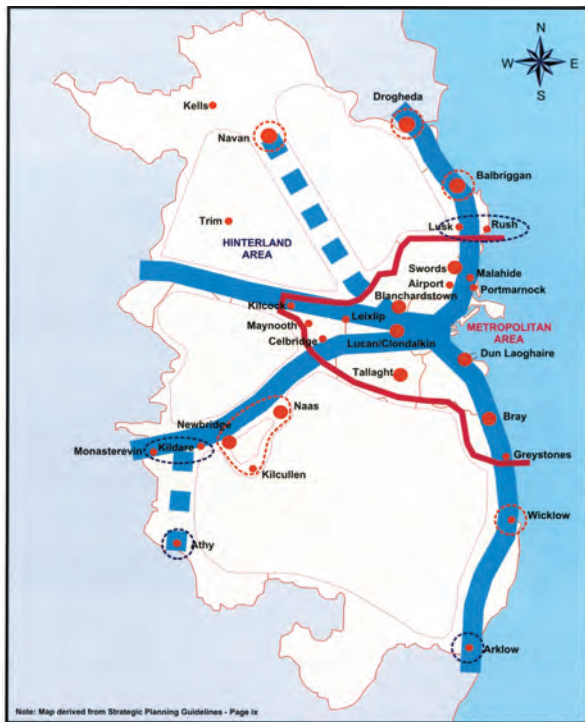 N
W E
S
Drogheda
Kells
Navan
Balbriggan
Trim
Lusk Rush
HINTERLAND
AREA
Swords
Airport
Malahide
Blanchardstown
Portmarnock
Kilcock
Leixlip
Maynooth
METROPOLITAN
AREA
Celbridge
Lucan/Clondalkin
Dun Laoghaire
Tallaght
Naas
Newbridge
Bray
Monasterevin
Kildare
Greystones
Kilcullen
Wicklow
Athy
Arklow
Note: Map derived from Strategic Planning Guidelines - Page ix